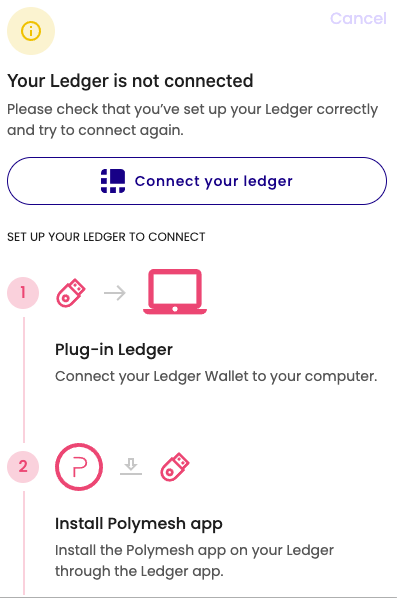 Cancel
Your Ledger is not connected
Please check that you’ve set up your Ledger correctly
and try to connect again.
Connect your ledger
SET UP YOUR LEDGER TO CONNECT
1
Plug-in Ledger
Connect your Ledger Wallet to your computer.
2
Install Polymesh app
Install the Polymesh app on your Ledger
through the Ledger app.